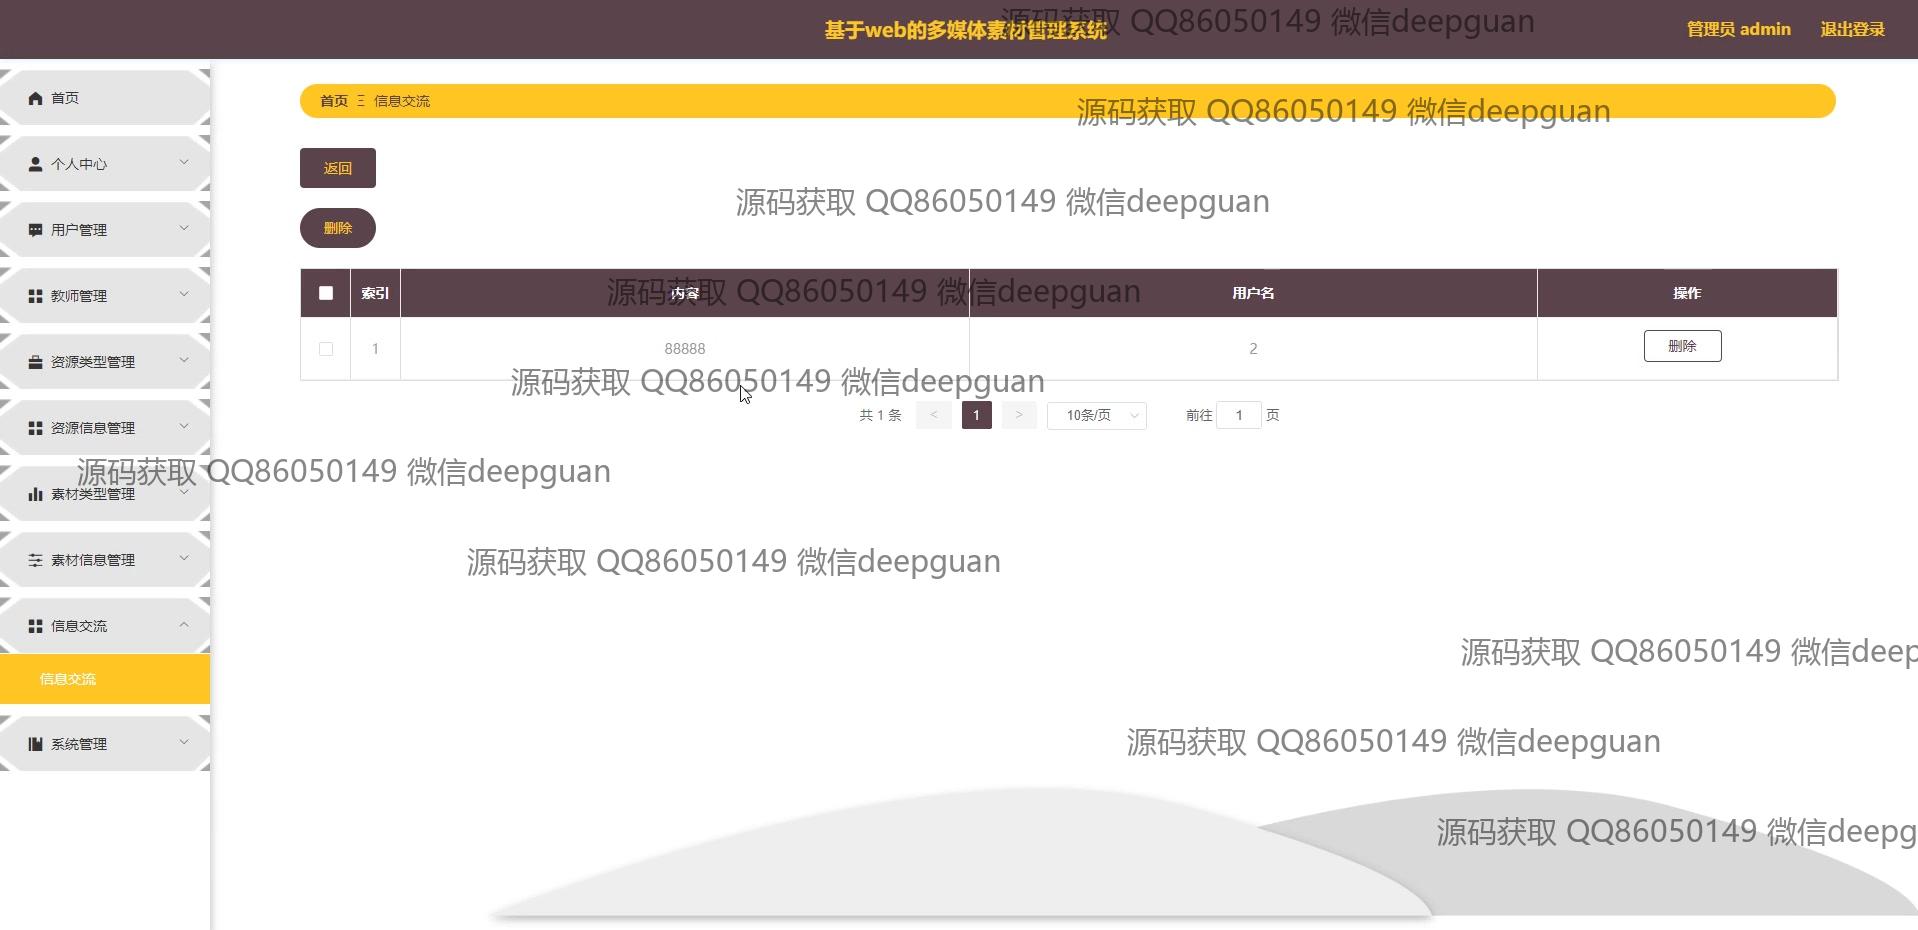 基于web的多媒体素材管理系统
源码获取 QQ86050149 微信deepguan
管理员 admin
退出登录
首页
个人中心
用户管理
教师管理
资源类型管理
资源信息管理
素材类型管理
素材信息管理
信息交流
信息交流
系统管理
首页 Ξ 信息交流
源码获取 QQ86050149 微信deepguan
返回
源码获取 QQ86050149 微信deepguan
删除
索引 内容 用户名 操作
源码获取 QQ86050149 微信deepguan
1 88888 2 删除
源码获取 QQ86050149 微信deepguan
共 1 条 < 1 > 10条/页 前往 1 页
源码获取 QQ86050149 微信deepguan
源码获取 QQ86050149 微信deepguan
源码获取 QQ86050149 微信deep
源码获取 QQ86050149 微信deepguan
源码获取 QQ86050149 微信deepg